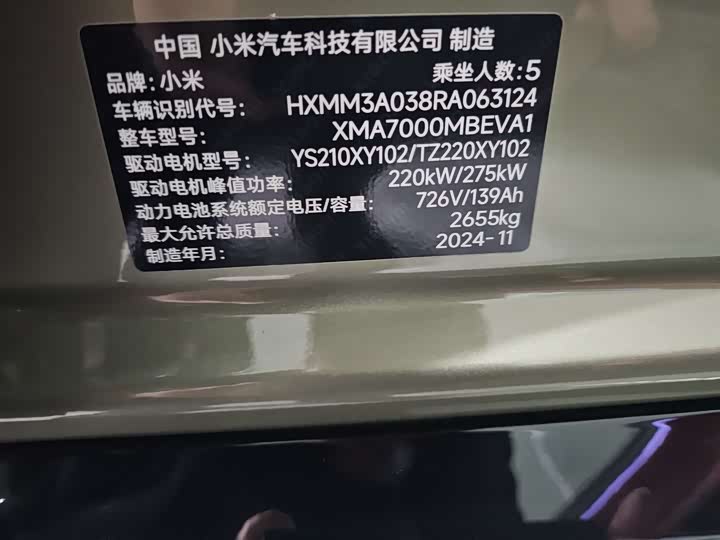 中国 小米汽车科技有限公司 制造
品牌:小米 乘坐人数:5
车辆识别代号: HXMM3A038RA063124
整车型号: XMA7000MBEVA1
驱动电机型号: YS210XY102/TZ220XY102
驱动电机峰值功率: 220kW/275kW
动力电池系统额定电压/容量: 726V/139Ah
最大允许总质量: 2655kg
制造年月: 2024-11